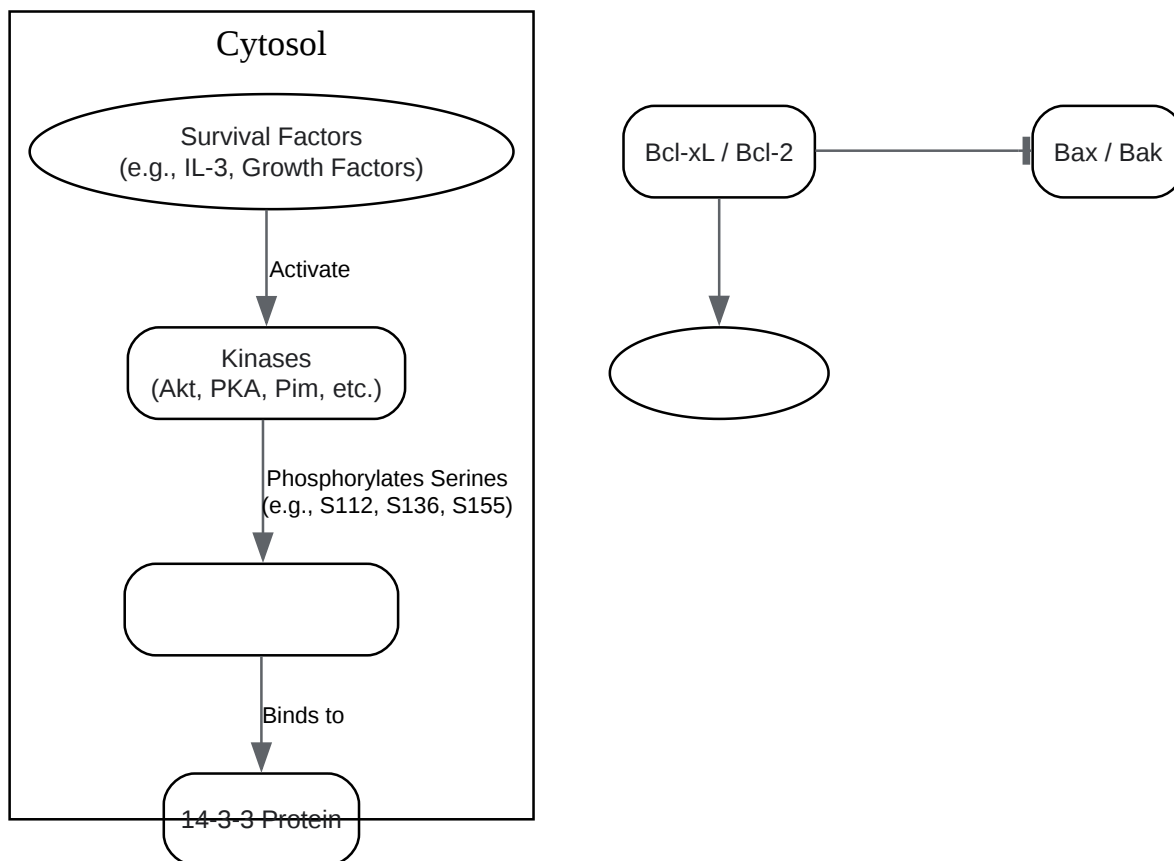 Cytosol
Survival Factors
(e.g., IL-3, Growth Factors)
Activate
Kinases
(Akt, PKA, Pim, etc.)
Phosphorylates Serines
(e.g., S112, S136, S155)
Binds to
14-3-3 Protein
Bcl-xL / Bcl-2
Bax / Bak